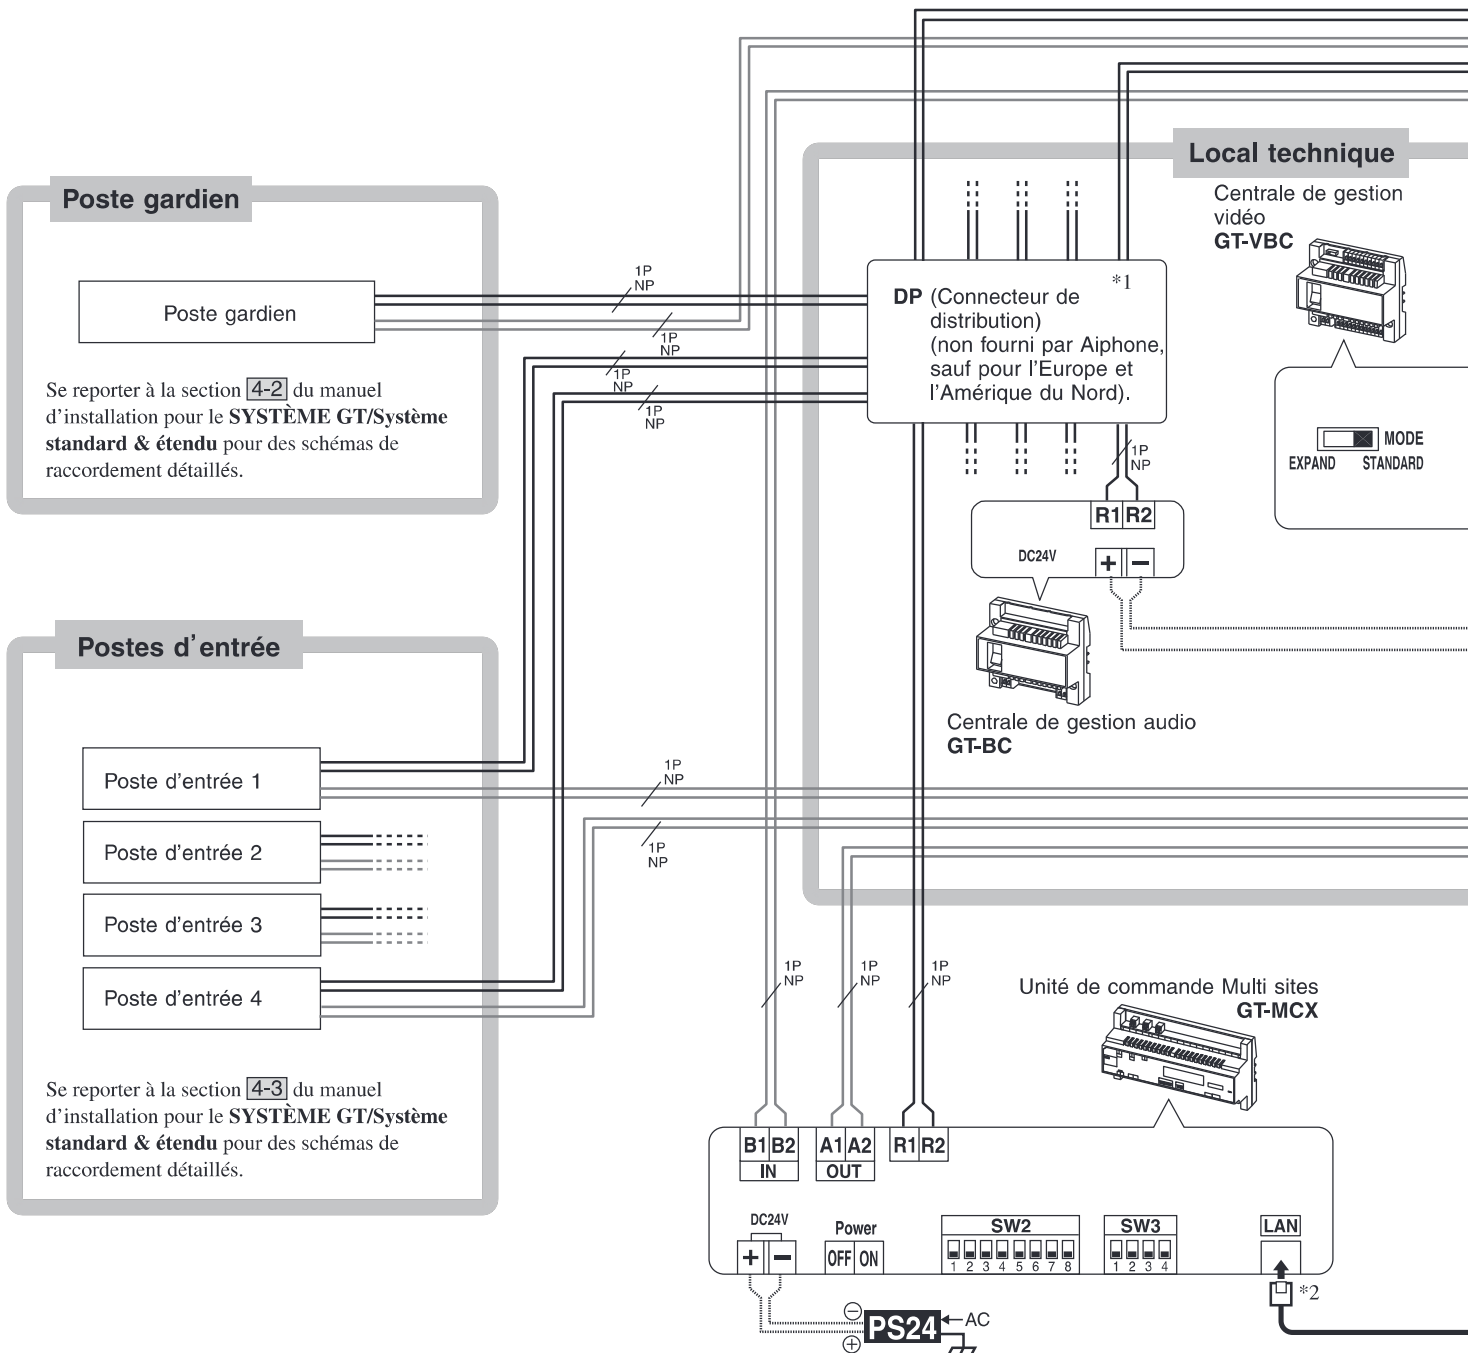 Local technique
Centrale de gestion
vidéo
GT-VBC
MODE
EXPAND STANDARD
Poste gardien
Poste gardien
Se reporter à la section 4-2 du manuel
d'installation pour le SYSTÈME GT/Système
standard & étendu pour des schémas de
raccordement détaillés.
1P
NP
1P
NP
1P
NP
1P
NP
*1
DP (Connecteur de
distribution)
(non fourni par Aiphone,
sauf pour l'Europe et
l'Amérique du Nord).
1P
NP
R1 R2
DC24V
+ −
Centrale de gestion audio
GT-BC
Postes d'entrée
Poste d'entrée 1
Poste d'entrée 2
Poste d'entrée 3
Poste d'entrée 4
Se reporter à la section 4-3 du manuel
d'installation pour le SYSTÈME GT/Système
standard & étendu pour des schémas de
raccordement détaillés.
1P
NP
1P
NP
1P
NP
1P
NP
1P
NP
Unité de commande Multi sites
GT-MCX
B1 B2 A1 A2 R1 R2
IN OUT
DC24V
+ −
Power
OFF ON
SW2
1 2 3 4 5 6 7 8
SW3
1 2 3 4
LAN
*2
− PS24 AC
+